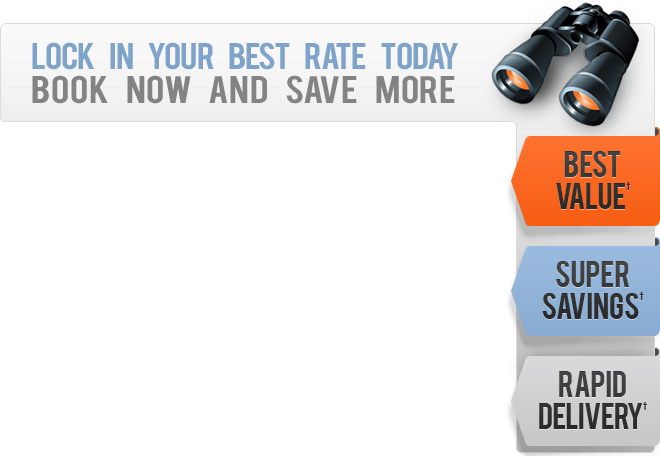 LOCK IN YOUR BEST RATE TODAY
BOOK NOW AND SAVE MORE
BEST
VALUE‡
SUPER
SAVINGS‡
RAPID
DELIVERY‡